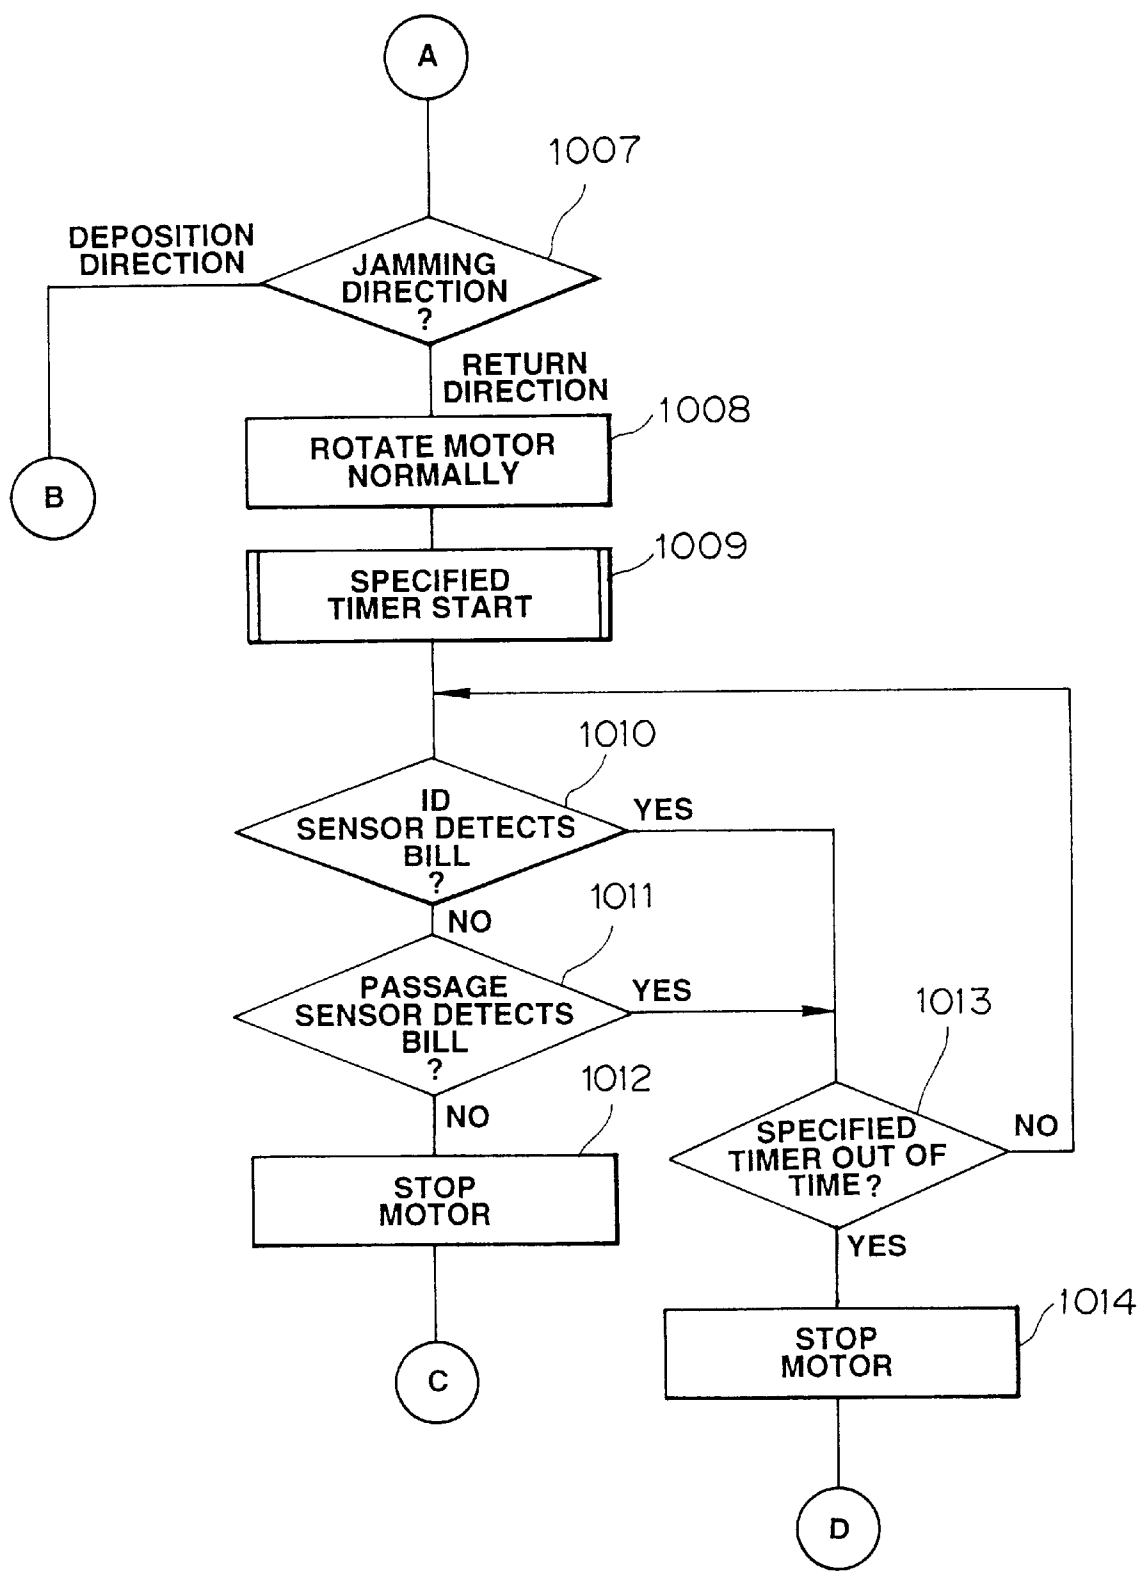 A
1007
DEPOSITION
DIRECTION
JAMMING
DIRECTION
?
RETURN
DIRECTION
1008
ROTATE MOTOR
NORMALLY
B
1009
SPECIFIED
TIMER START
1010
ID
SENSOR DETECTS
BILL
?
YES
NO
1011
PASSAGE
SENSOR DETECTS
BILL
?
YES
NO
1013
SPECIFIED
TIMER OUT OF
TIME?
NO
YES
1012
STOP
MOTOR
C
1014
STOP
MOTOR
D